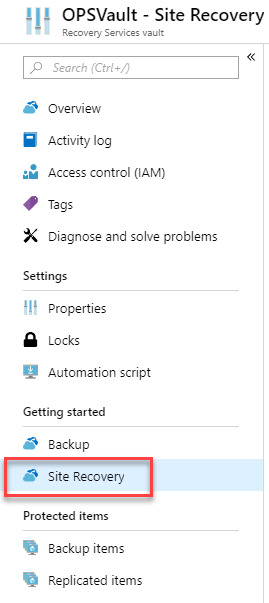 OPSVault - Site Recovery
Recovery Services vault
Search (Ctrl+/)
Overview
Activity log
Access control (IAM)
Tags
Diagnose and solve problems
Settings
Properties
Locks
Automation script
Getting started
Backup
Site Recovery
Protected items
Backup items
Replicated items